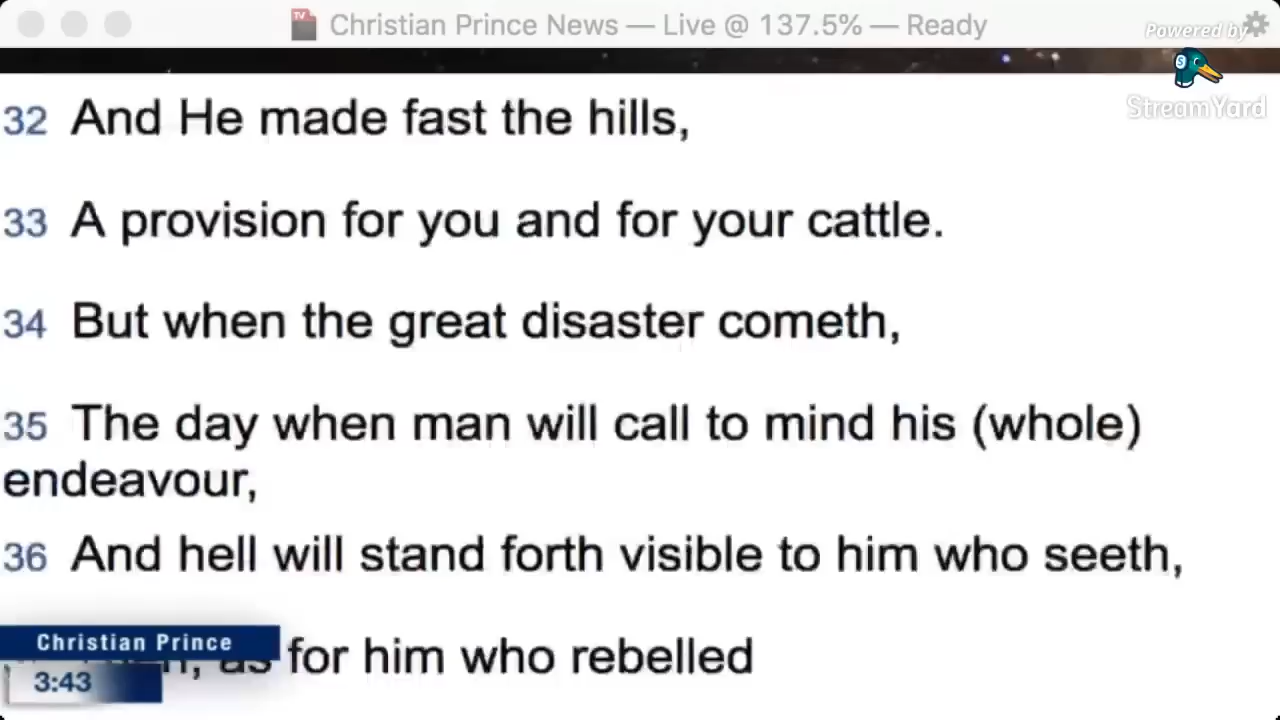 Christian Prince News — Live @ 137.5% — Ready
Powered by
StreamYard
32 And He made fast the hills,
33 A provision for you and for your cattle.
34 But when the great disaster cometh,
35 The day when man will call to mind his (whole)
endeavour,
36 And hell will stand forth visible to him who seeth,
as for him who rebelled
Christian Prince
3:43